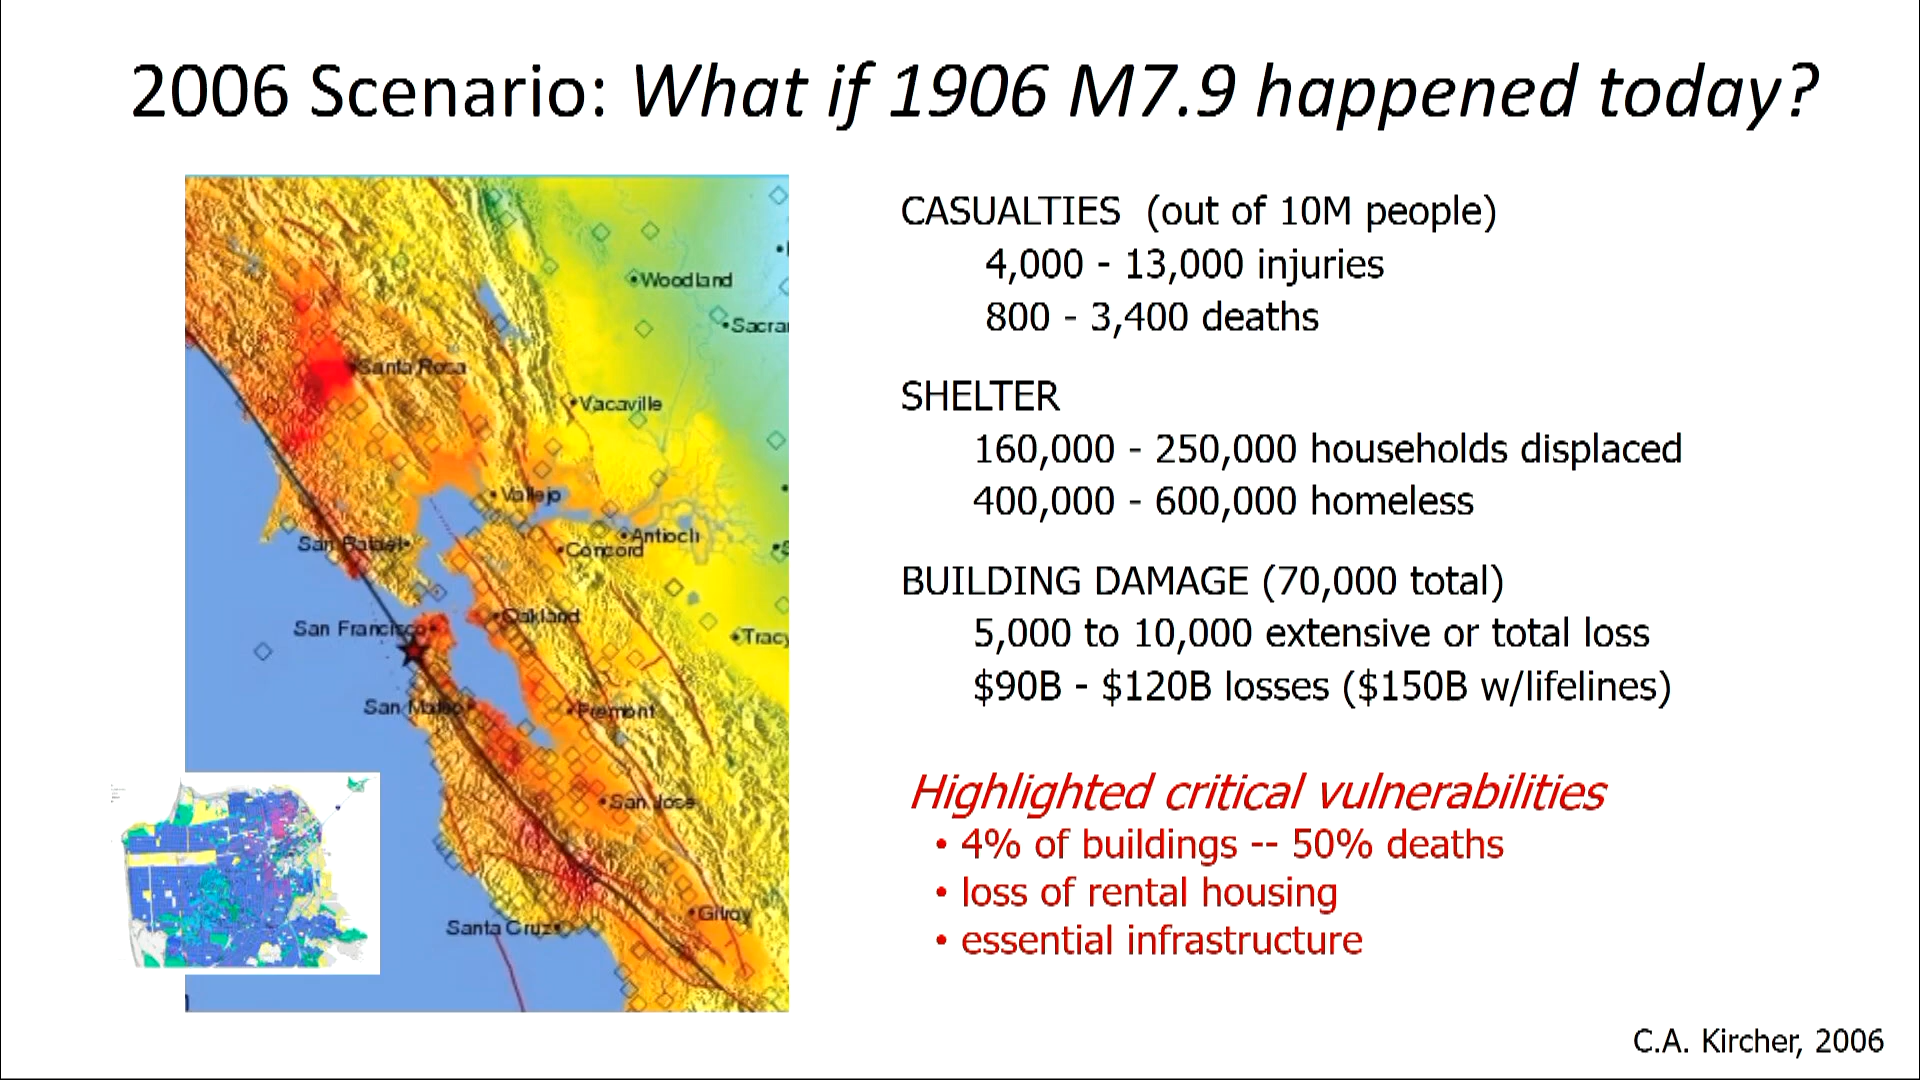 2006 Scenario: What if 1906 M7.9 happened today?
CASUALTIES (out of 10M people)
4,000 - 13,000 injuries
800 - 3,400 deaths
SHELTER
160,000 - 250,000 households displaced
400,000 - 600,000 homeless
BUILDING DAMAGE (70,000 total)
5,000 to 10,000 extensive or total loss
$90B - $120B losses ($150B w/lifelines)
Highlighted critical vulnerabilities
• 4% of buildings -- 50% deaths
• loss of rental housing
• essential infrastructure
C.A. Kircher, 2006
Woodland
Sacra
Santa Rosa
Vacaville
Vallejo
Antioch
Concord
San Rafael
Oakland
San Francisco
Tracy
San Mateo
Fremont
San Jose
Gilroy
Santa Cruz